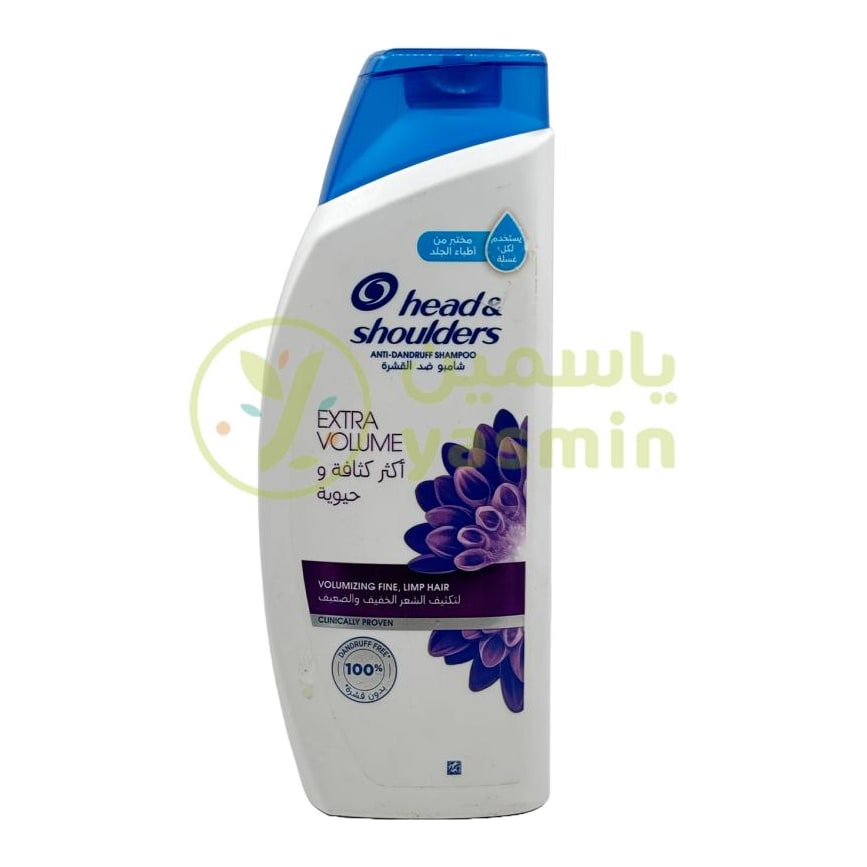 مختبر من
أطباء الجلد
يستخدم
لكل
غسلة
head &
shoulders
ANTI-DANDRUFF SHAMPOO
شامبو ضد القشرة
ياسمين
yasmin
EXTRA
VOLUME
أكثر كثافة و
حيوية
VOLUMIZING FINE, LIMP HAIR
لتكثيف الشعر الخفيف والضعيف
CLINICALLY PROVEN
DANDRUFF FREE*
100%
بدون قشرة*